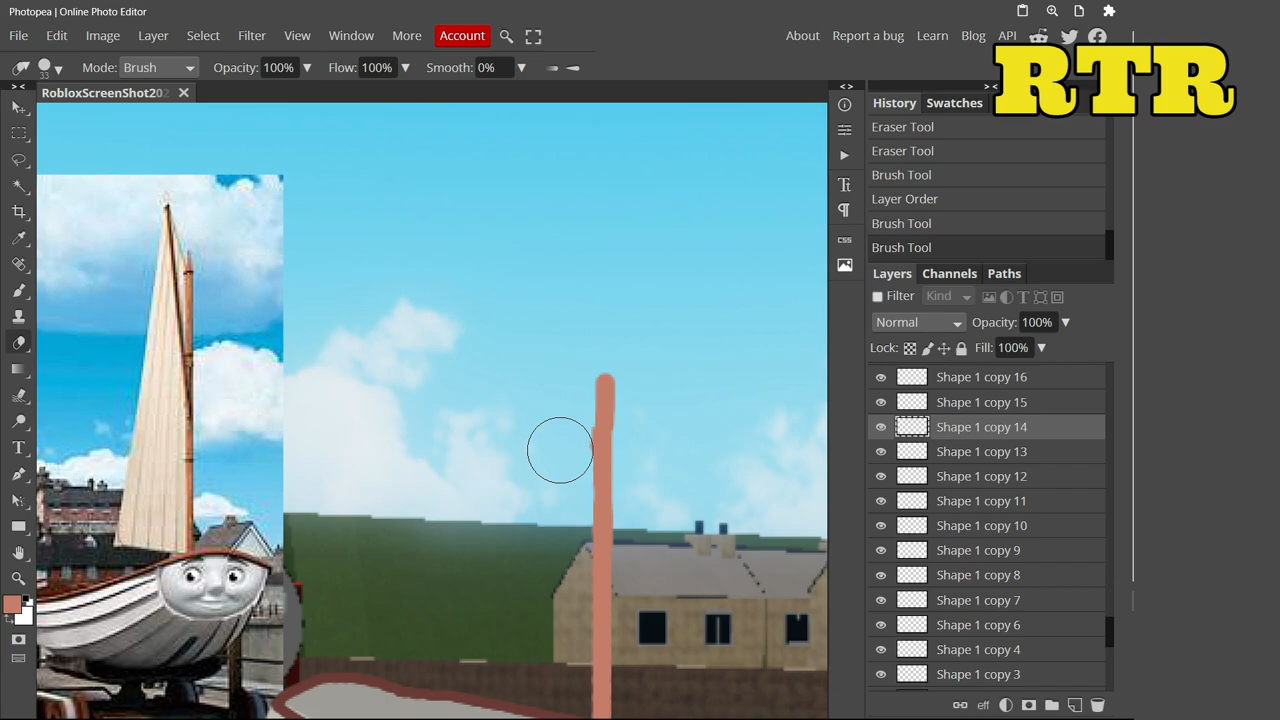 Photopea | Online Photo Editor
File Edit Image Layer Select Filter View Window More Account About Report a bug Learn Blog API
RTR
33 Mode: Brush Opacity: 100% Flow: 100% Smooth: 0%
RobloxScreenShot202
History Swatches
Eraser Tool
Eraser Tool
Brush Tool
Layer Order
Brush Tool
Brush Tool
CSS
Layers Channels Paths
Filter Kind
Normal Opacity: 100%
Lock: Fill: 100%
Shape 1 copy 16
Shape 1 copy 15
Shape 1 copy 14
Shape 1 copy 13
Shape 1 copy 12
Shape 1 copy 11
Shape 1 copy 10
Shape 1 copy 9
Shape 1 copy 8
Shape 1 copy 7
Shape 1 copy 6
Shape 1 copy 4
Shape 1 copy 3
eff